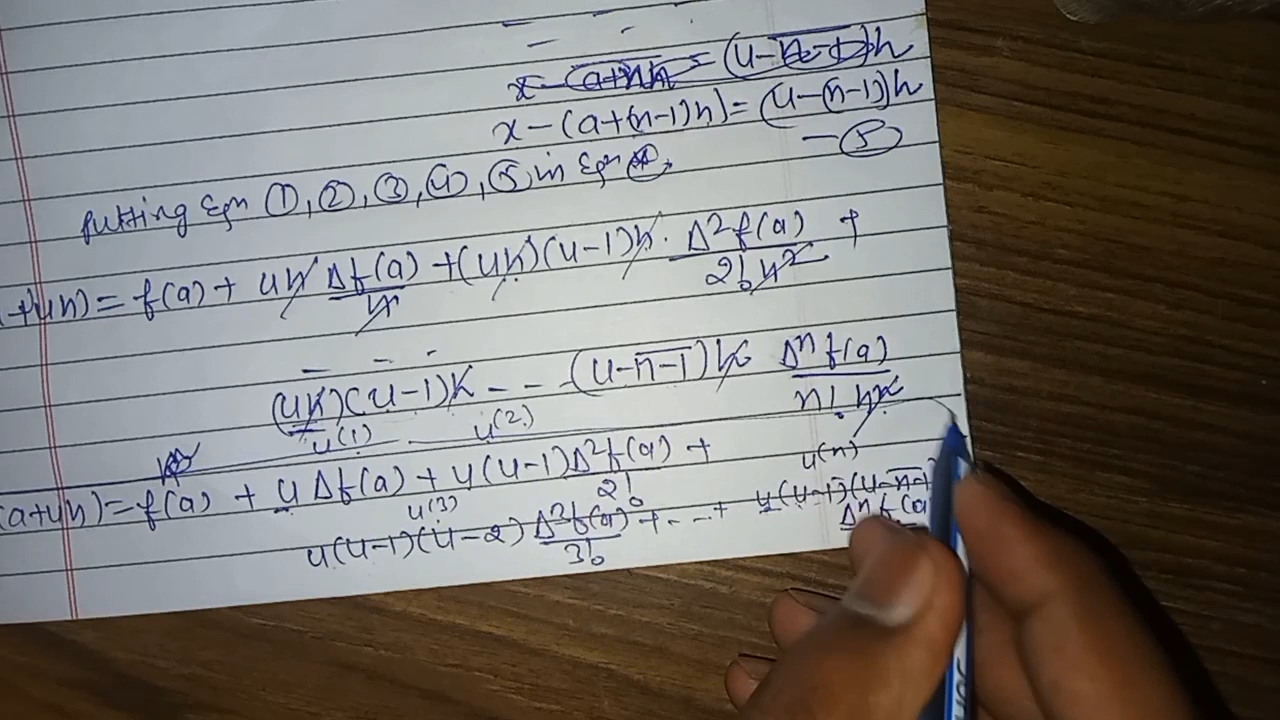 x - (a+(n-1)h) = (u-(n-1))h
— ⑤
putting Eqn ①, ②, ③, ④, ⑤ in Eqn
+uh) = f(a) + uh Δf(a)/h + (uh)(u-1)h · Δ²f(a)/2!h² +
(uh)(u-1)h - - - (u-n-1)h Δⁿf(a)/n! hⁿ
u(1) u(2) u(n)
(a+uh) = f(a) + u Δf(a) + u(u-1)Δ²f(a)/2! +
u(3)
u(u-1)(u-2) Δ³f(a)/3! + - - + u(u-1)(u-n-1 Δⁿf(a